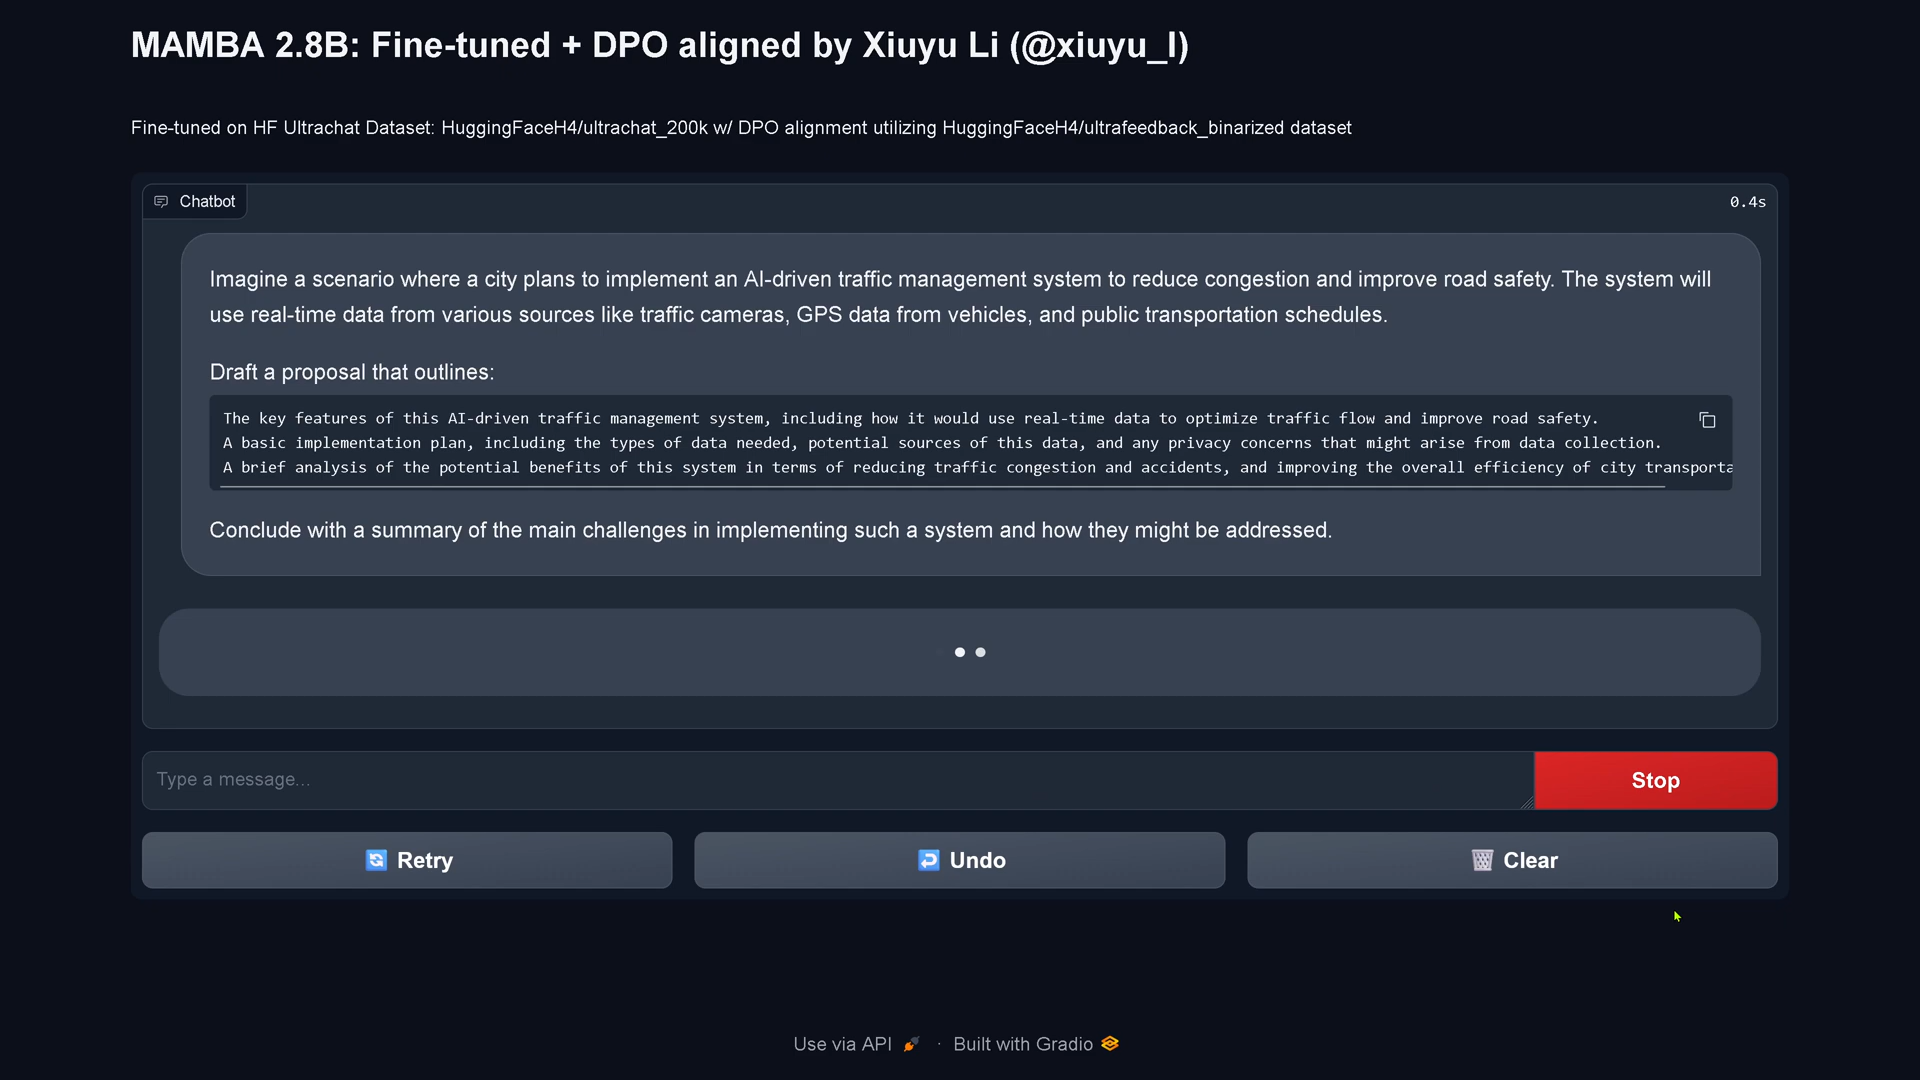 MAMBA 2.8B: Fine-tuned + DPO aligned by Xiuyu Li (@xiuyu_l)
Fine-tuned on HF Ultrachat Dataset: HuggingFaceH4/ultrachat_200k w/ DPO alignment utilizing HuggingFaceH4/ultrafeedback_binarized dataset
Chatbot
0.4s
Imagine a scenario where a city plans to implement an AI-driven traffic management system to reduce congestion and improve road safety. The system will
use real-time data from various sources like traffic cameras, GPS data from vehicles, and public transportation schedules.
Draft a proposal that outlines:
The key features of this AI-driven traffic management system, including how it would use real-time data to optimize traffic flow and improve road safety.
A basic implementation plan, including the types of data needed, potential sources of this data, and any privacy concerns that might arise from data collection.
A brief analysis of the potential benefits of this system in terms of reducing traffic congestion and accidents, and improving the overall efficiency of city transporta
Conclude with a summary of the main challenges in implementing such a system and how they might be addressed.
Type a message...
Stop
Retry
Undo
Clear
Use via API · Built with Gradio